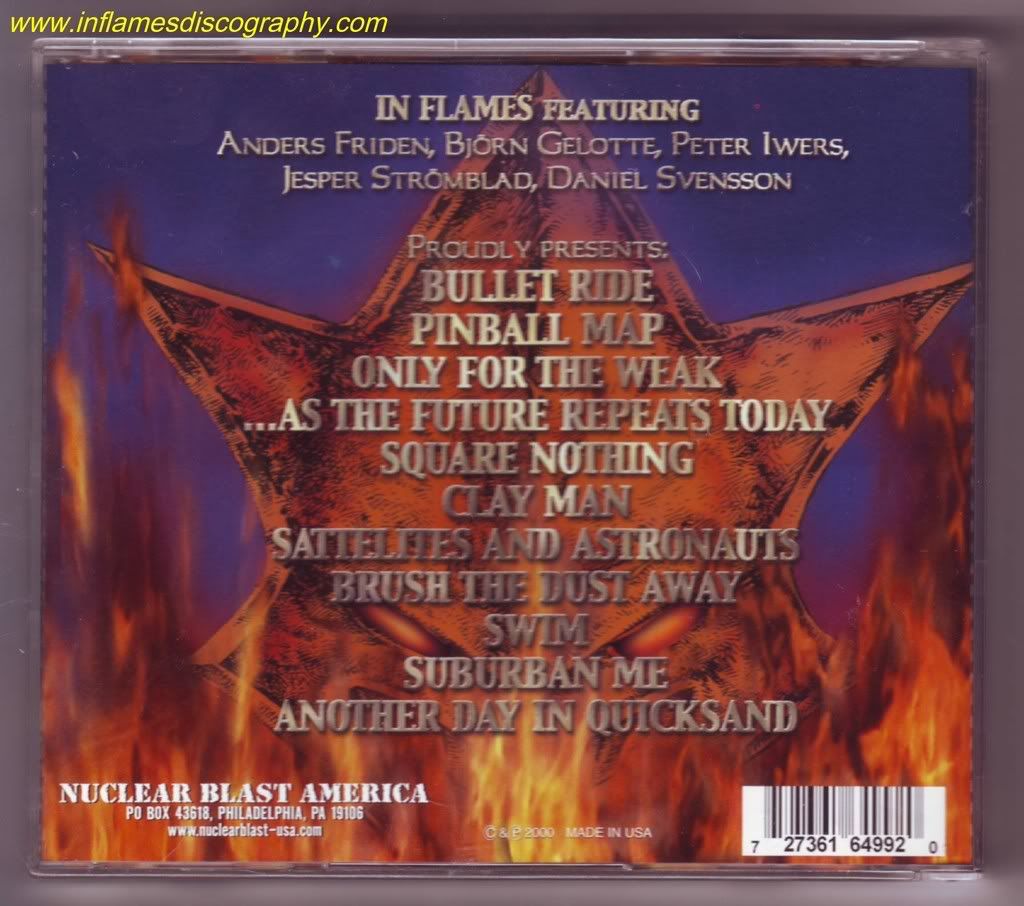 www.inflamesdiscography.com
IN FLAMES FEATURING
ANDERS FRIDEN, BJÖRN GELOTTE, PETER IWERS,
JESPER STRÖMBLAD, DANIEL SVENSSON
PROUDLY PRESENTS:
BULLET RIDE
PINBALL MAP
ONLY FOR THE WEAK
...AS THE FUTURE REPEATS TODAY
SQUARE NOTHING
CLAY MAN
SATTELITES AND ASTRONAUTS
BRUSH THE DUST AWAY
SWIM
SUBURBAN ME
ANOTHER DAY IN QUICKSAND
NUCLEAR BLAST AMERICA
PO BOX 43618, PHILADELPHIA, PA 19106
www.nuclearblast-usa.com
© & ℗ 2000 MADE IN USA
7 27361 64992 0